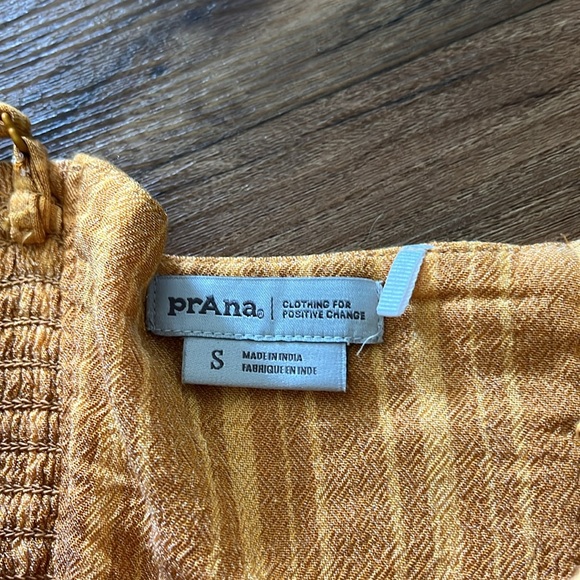 prAna® | CLOTHING FOR
POSITIVE CHANGE
S
MADE IN INDIA
FABRIQUE EN INDE